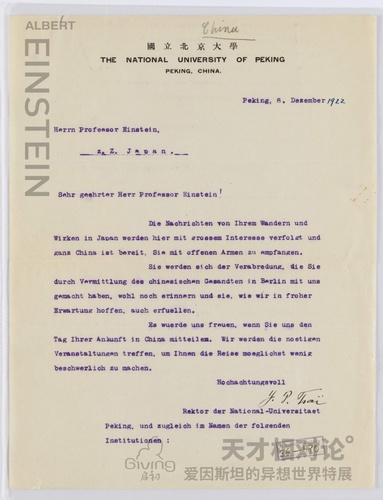 ALBERT
EINSTEIN
China
國立北京大學
THE NATIONAL UNIVERSITY OF PEKING
PEKING, CHINA.
Peking, 8. Dezember 1922
Herrn Professor Einstein,
z. Z. Japan.
Sehr geehrter Herr Professor Einstein!
Die Nachrichten von Ihrem Wandern und
Wirken in Japan werden hier mit grossem Interesse verfolgt und
ganz China ist bereit, Sie mit offenen Armen zu empfangen.
Sie werden sich der Verabredung, die Sie
durch Vermittlung des chinesischen Gesandten in Berlin mit uns
gemacht haben, wohl noch erinnern und sie, wie wir in froher
Erwartung hoffen, auch erfuellen.
Es wuerde uns freuen, wenn Sie uns den
Tag Ihrer Ankunft in China mitteilen. Wir werden die noetigen
Veranstaltungen treffen, um Ihnen die Reise moeglichst wenig
beschwerlich zu machen.
Hochachtungsvoll
Rektor der National-Universitaet
Peking, und zugleich im Namen der folgenden
Institutionen :
Giving
天才相对论
爱因斯坦的异想世界特展